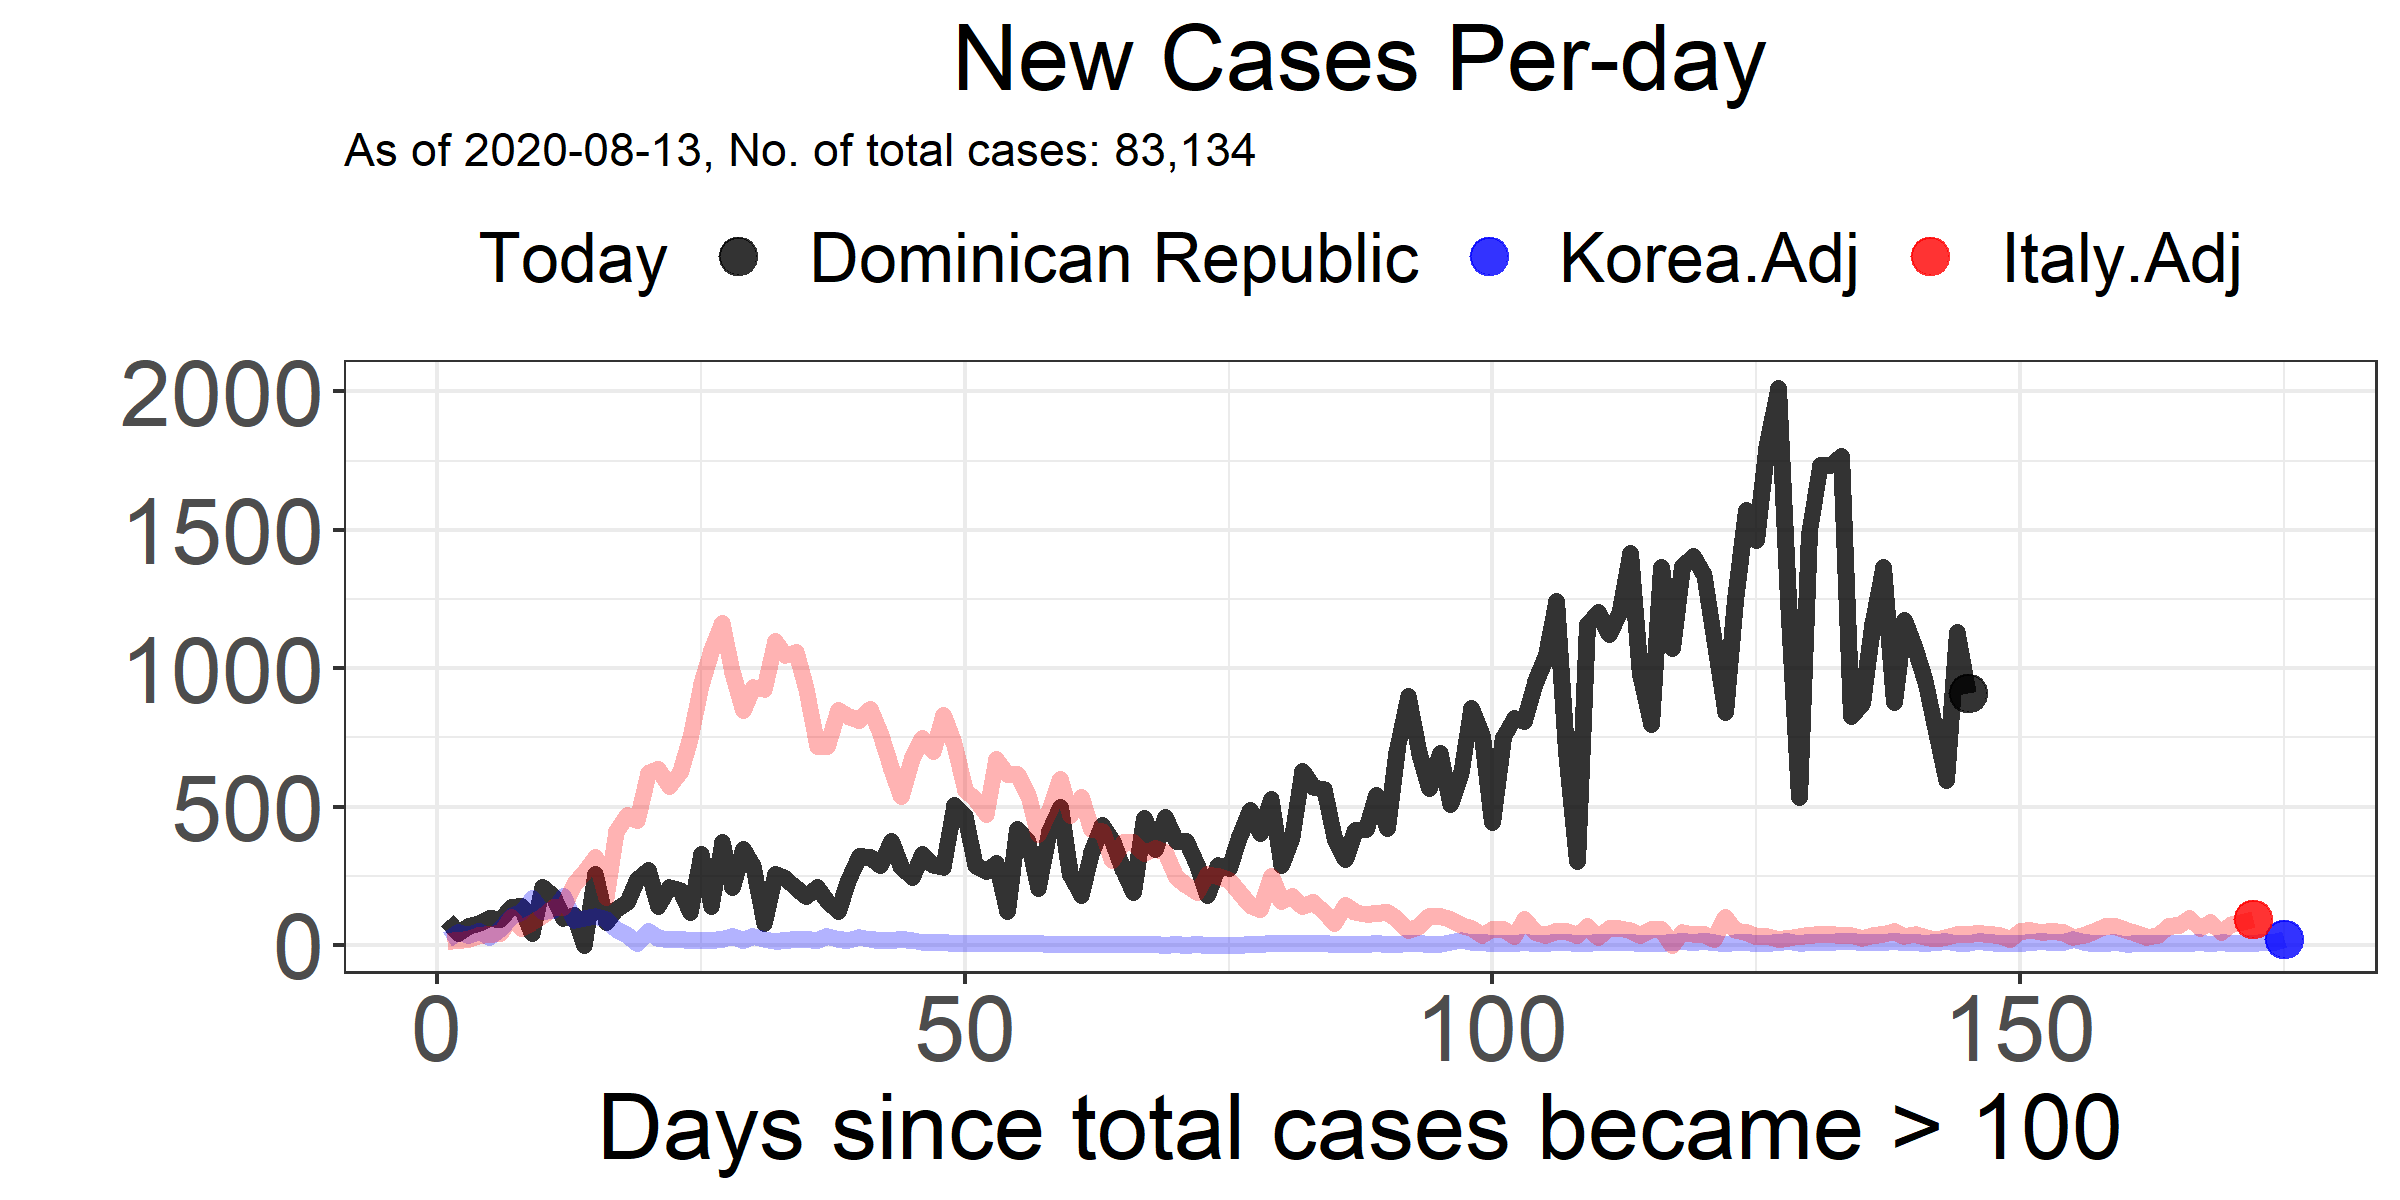 New Cases Per-day
As of 2020-08-13, No. of total cases: 83,134
Today Dominican Republic Korea.Adj Italy.Adj
2000
1500
1000
500
0
0 50 100 150
Days since total cases became > 100